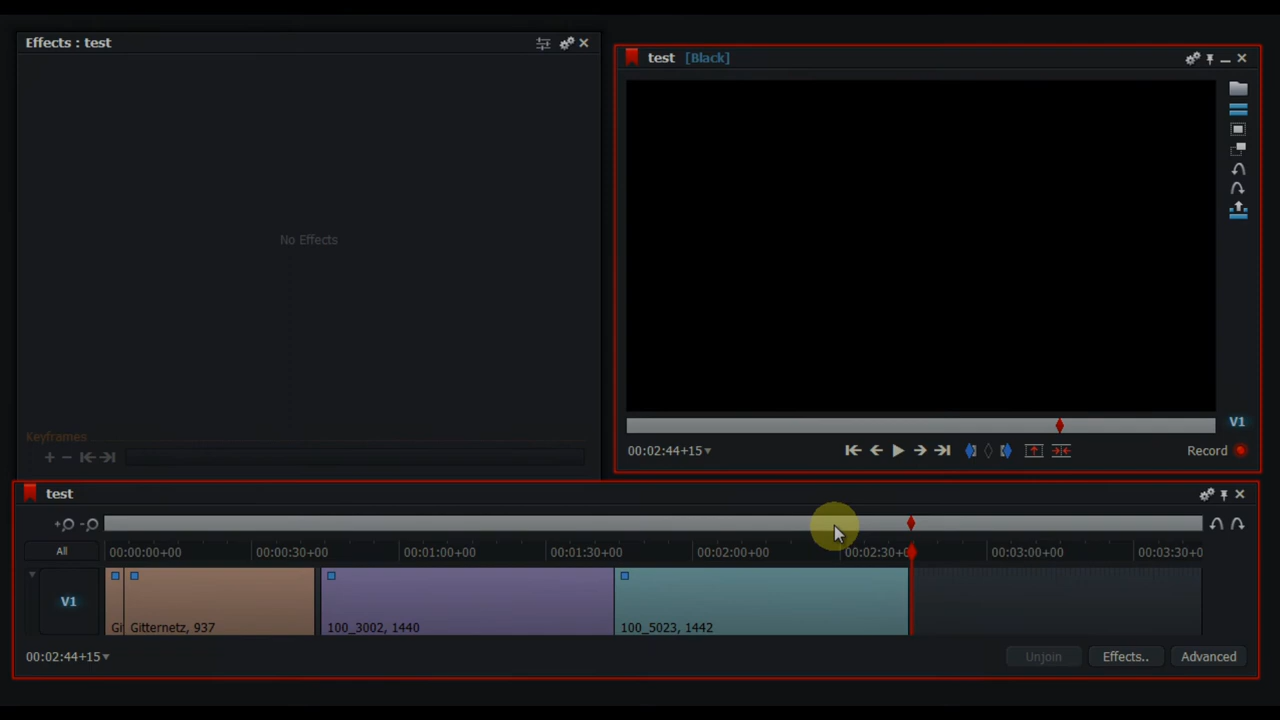 Effects : test
No Effects
Keyframes
test [Black]
V1
00:02:44+15
Record
test
All
00:00:00+00 00:00:30+00 00:01:00+00 00:01:30+00 00:02:00+00 00:02:30+0 00:03:00+00 00:03:30+0
V1
Gi Gitternetz, 937 100_3002, 1440 100_5023, 1442
00:02:44+15
Unjoin Effects.. Advanced